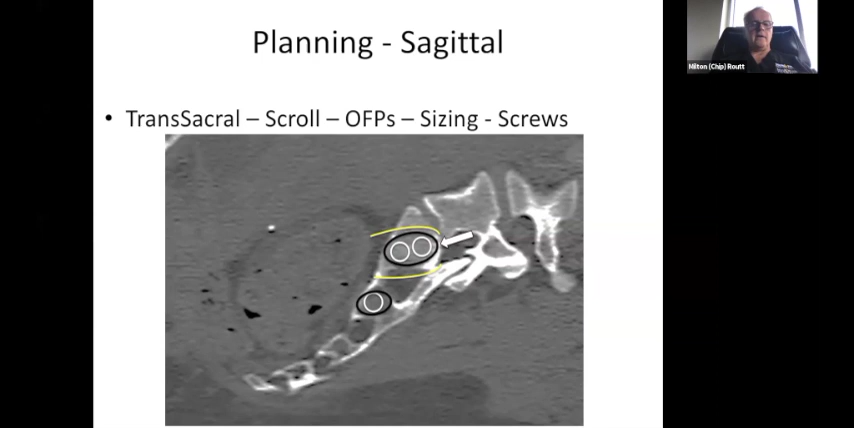 Planning - Sagittal
Milton (Chip) Routt
• TransSacral – Scroll – OFPs – Sizing - Screws